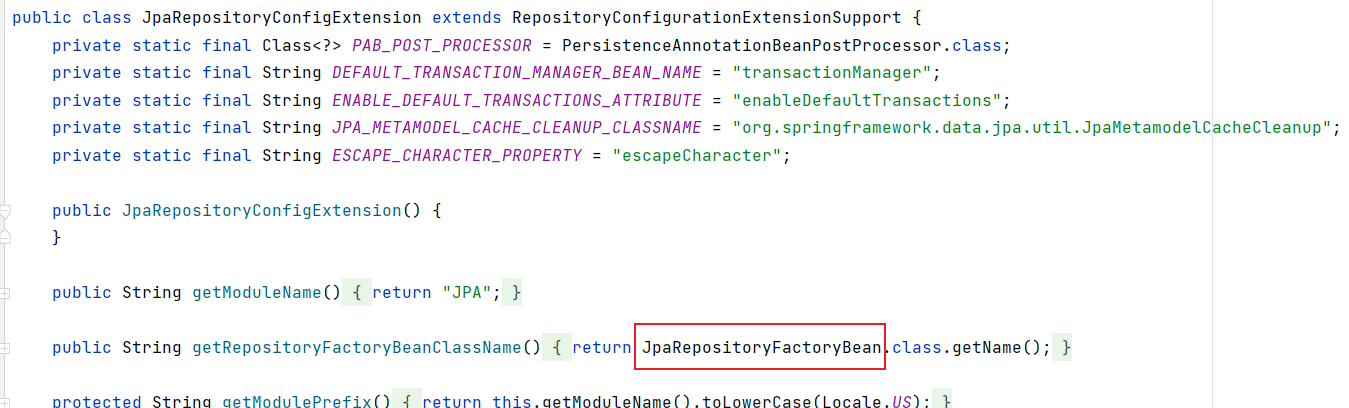 public class JpaRepositoryConfigExtension extends RepositoryConfigurationExtensionSupport {
    private static final Class<?> PAB_POST_PROCESSOR = PersistenceAnnotationBeanPostProcessor.class;
    private static final String DEFAULT_TRANSACTION_MANAGER_BEAN_NAME = "transactionManager";
    private static final String ENABLE_DEFAULT_TRANSACTIONS_ATTRIBUTE = "enableDefaultTransactions";
    private static final String JPA_METAMODEL_CACHE_CLEANUP_CLASSNAME = "org.springframework.data.jpa.util.JpaMetamodelCacheCleanup";
    private static final String ESCAPE_CHARACTER_PROPERTY = "escapeCharacter";
    public JpaRepositoryConfigExtension() {
    }
    public String getModuleName() { return "JPA"; }
    public String getRepositoryFactoryBeanClassName() { return JpaRepositoryFactoryBean.class.getName(); }
    protected String getModulePrefix() { return this.getModuleName().toLowerCase(Locale.US); }